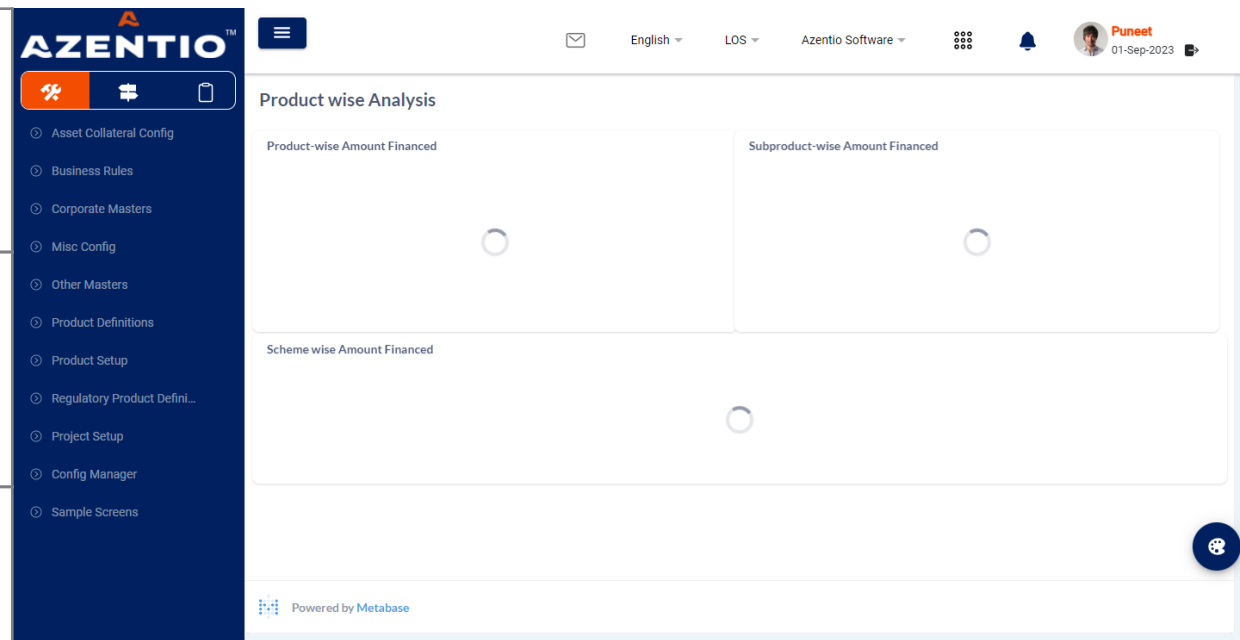 AZENTIO™
English
LOS
Azentio Software
Puneet
01-Sep-2023
Asset Collateral Config
Business Rules
Corporate Masters
Misc Config
Other Masters
Product Definitions
Product Setup
Regulatory Product Defini...
Project Setup
Config Manager
Sample Screens
Product wise Analysis
Product-wise Amount Financed
Subproduct-wise Amount Financed
Scheme wise Amount Financed
Powered by Metabase